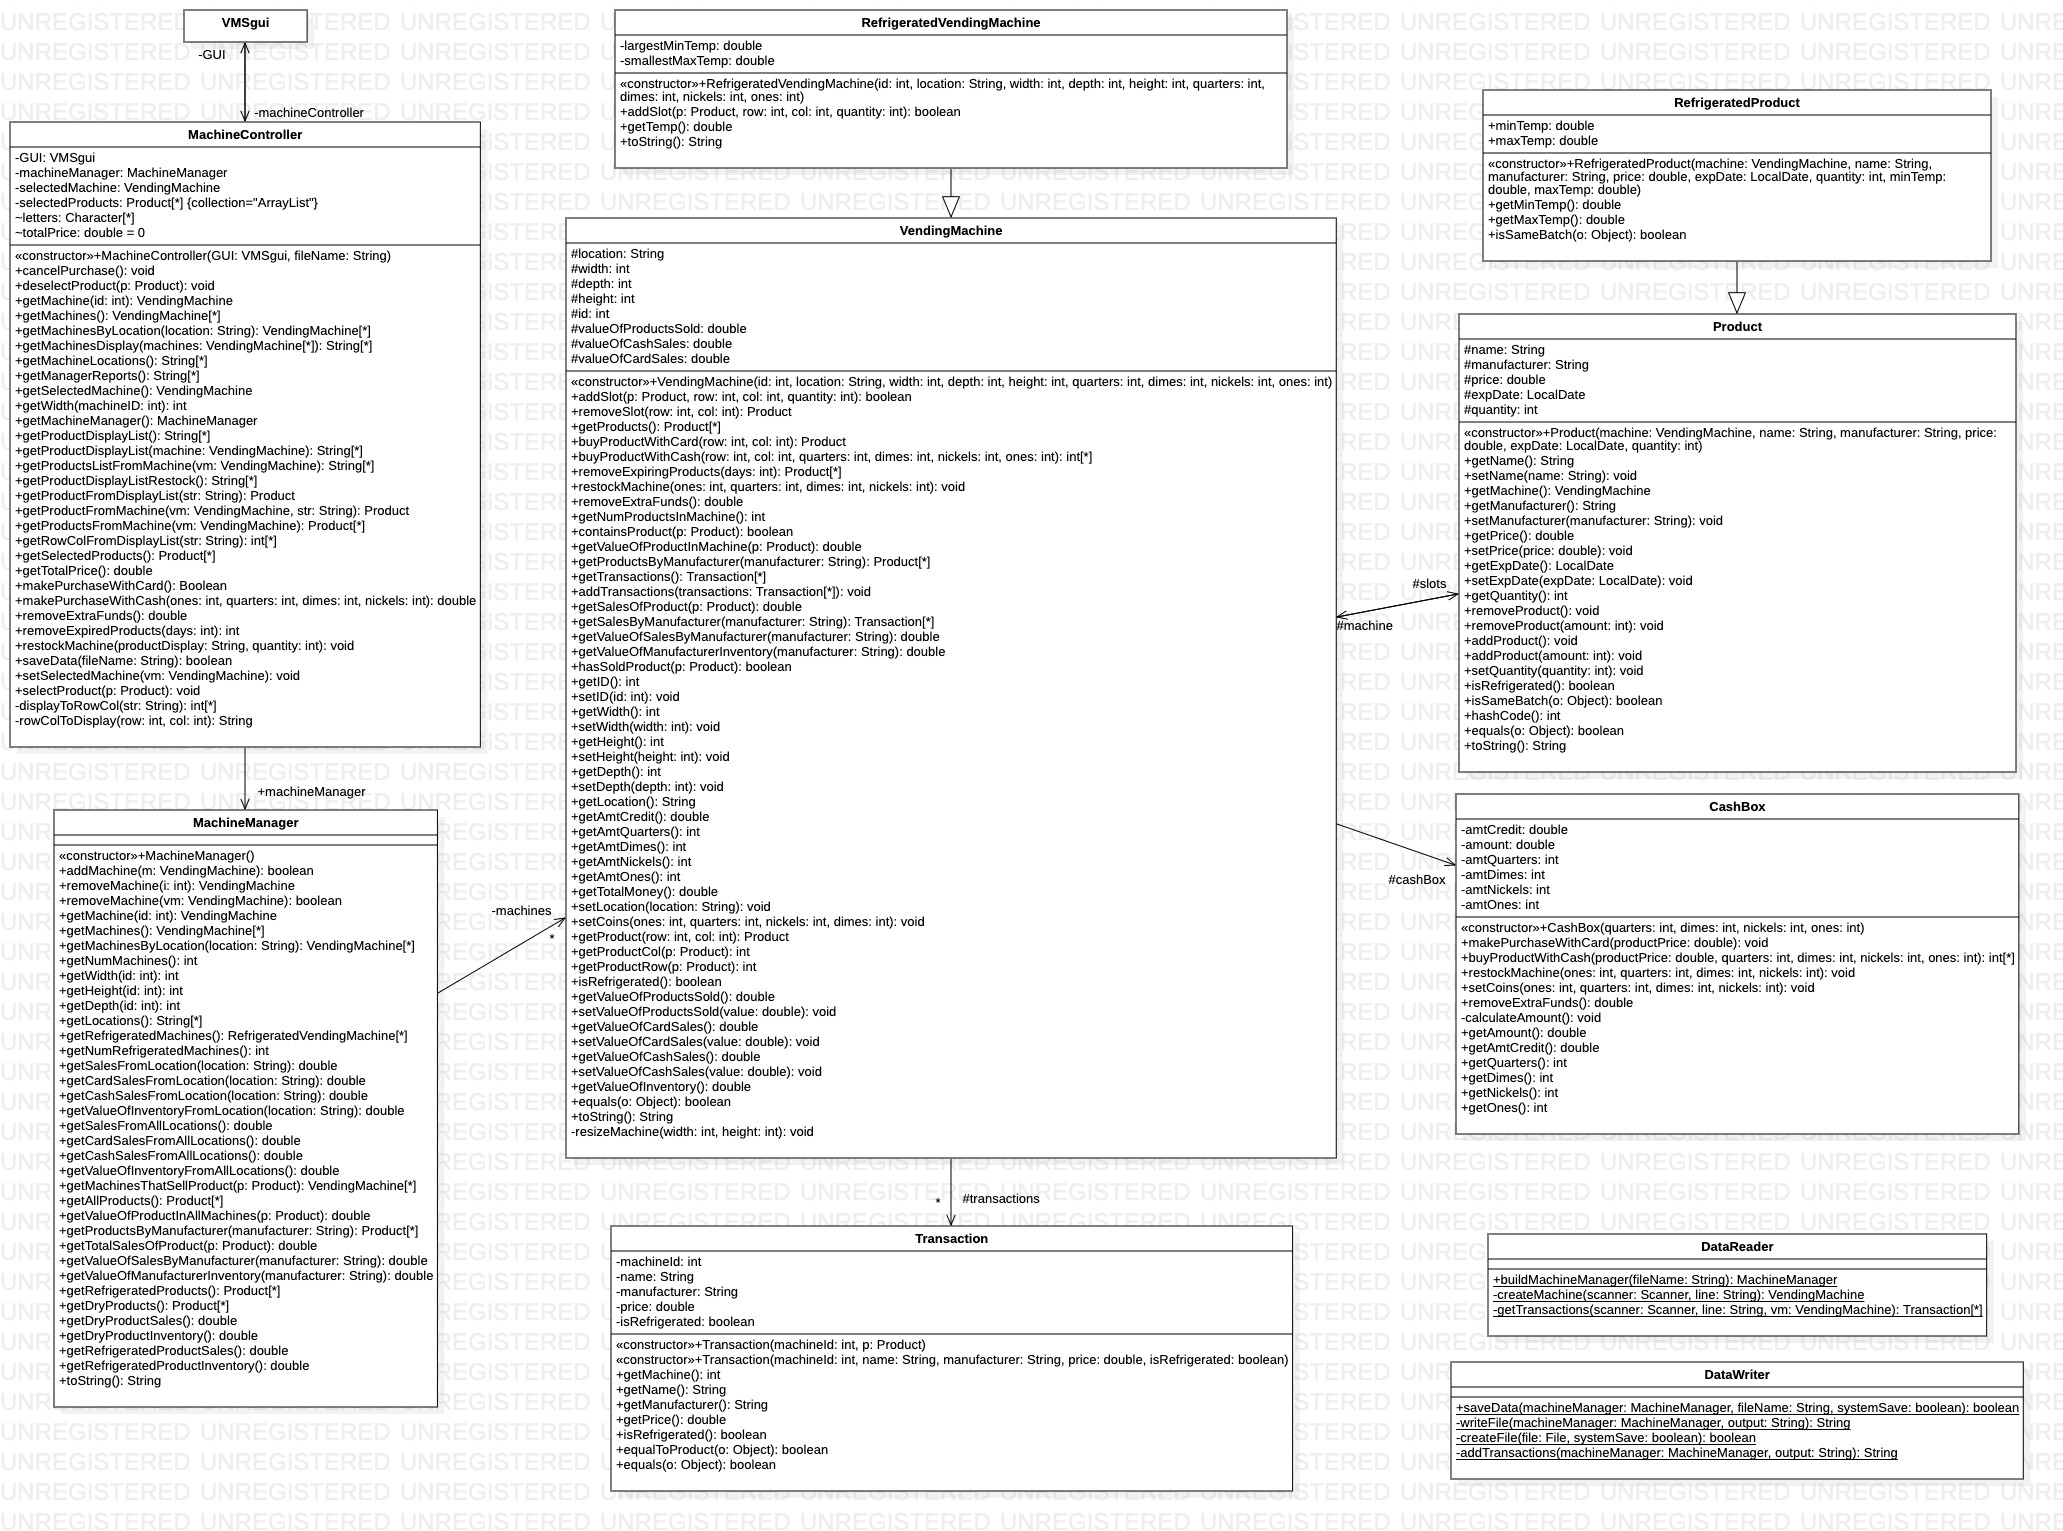 VMSgui
-GUI
-machineController
MachineController
-GUI: VMSgui
-machineManager: MachineManager
-selectedMachine: VendingMachine
-selectedProducts: Product[*] {collection="ArrayList"}
~letters: Character[*]
~totalPrice: double = 0
«constructor»+MachineController(GUI: VMSgui, fileName: String)
+cancelPurchase(): void
+deselectProduct(p: Product): void
+getMachine(id: int): VendingMachine
+getMachines(): VendingMachine[*]
+getMachinesByLocation(location: String): VendingMachine[*]
+getMachinesDisplay(machines: VendingMachine[*]): String[*]
+getMachineLocations(): String[*]
+getManagerReports(): String[*]
+getSelectedMachine(): VendingMachine
+getWidth(machineID: int): int
+getMachineManager(): MachineManager
+getProductDisplayList(): String[*]
+getProductDisplayList(machine: VendingMachine): String[*]
+getProductsListFromMachine(vm: VendingMachine): String[*]
+getProductDisplayListRestock(): String[*]
+getProductFromDisplayList(str: String): Product
+getProductFromMachine(vm: VendingMachine, str: String): Product
+getProductsFromMachine(vm: VendingMachine): Product[*]
+getRowColFromDisplayList(str: String): int[*]
+getSelectedProducts(): Product[*]
+getTotalPrice(): double
+makePurchaseWithCard(): Boolean
+makePurchaseWithCash(ones: int, quarters: int, dimes: int, nickels: int): double
+removeExtraFunds(): double
+removeExpiredProducts(days: int): int
+restockMachine(productDisplay: String, quantity: int): void
+saveData(fileName: String): boolean
+setSelectedMachine(vm: VendingMachine): void
+selectProduct(p: Product): void
-displayToRowCol(str: String): int[*]
-rowColToDisplay(row: int, col: int): String
+machineManager
MachineManager
«constructor»+MachineManager()
+addMachine(m: VendingMachine): boolean
+removeMachine(i: int): VendingMachine
+removeMachine(vm: VendingMachine): boolean
+getMachine(id: int): VendingMachine
+getMachines(): VendingMachine[*]
+getMachinesByLocation(location: String): VendingMachine[*]
+getNumMachines(): int
+getWidth(id: int): int
+getHeight(id: int): int
+getDepth(id: int): int
+getLocations(): String[*]
+getRefrigeratedMachines(): RefrigeratedVendingMachine[*]
+getNumRefrigeratedMachines(): int
+getSalesFromLocation(location: String): double
+getCardSalesFromLocation(location: String): double
+getCashSalesFromLocation(location: String): double
+getValueOfInventoryFromLocation(location: String): double
+getSalesFromAllLocations(): double
+getCardSalesFromAllLocations(): double
+getCashSalesFromAllLocations(): double
+getValueOfInventoryFromAllLocations(): double
+getMachinesThatSellProduct(p: Product): VendingMachine[*]
+getAllProducts(): Product[*]
+getValueOfProductInAllMachines(p: Product): double
+getProductsByManufacturer(manufacturer: String): Product[*]
+getTotalSalesOfProduct(p: Product): double
+getValueOfSalesByManufacturer(manufacturer: String): double
+getValueOfManufacturerInventory(manufacturer: String): double
+getRefrigeratedProducts(): Product[*]
+getDryProducts(): Product[*]
+getDryProductSales(): double
+getDryProductInventory(): double
+getRefrigeratedProductSales(): double
+getRefrigeratedProductInventory(): double
+toString(): String
-machines
*
RefrigeratedVendingMachine
-largestMinTemp: double
-smallestMaxTemp: double
«constructor»+RefrigeratedVendingMachine(id: int, location: String, width: int, depth: int, height: int, quarters: int,
dimes: int, nickels: int, ones: int)
+addSlot(p: Product, row: int, col: int, quantity: int): boolean
+getTemp(): double
+toString(): String
VendingMachine
#location: String
#width: int
#depth: int
#height: int
#id: int
#valueOfProductsSold: double
#valueOfCashSales: double
#valueOfCardSales: double
«constructor»+VendingMachine(id: int, location: String, width: int, depth: int, height: int, quarters: int, dimes: int, nickels: int, ones: int)
+addSlot(p: Product, row: int, col: int, quantity: int): boolean
+removeSlot(row: int, col: int): Product
+getProducts(): Product[*]
+buyProductWithCard(row: int, col: int): Product
+buyProductWithCash(row: int, col: int, quarters: int, dimes: int, nickels: int, ones: int): int[*]
+removeExpiringProducts(days: int): Product[*]
+restockMachine(ones: int, quarters: int, dimes: int, nickels: int): void
+removeExtraFunds(): double
+getNumProductsInMachine(): int
+containsProduct(p: Product): boolean
+getValueOfProductInMachine(p: Product): double
+getProductsByManufacturer(manufacturer: String): Product[*]
+getTransactions(): Transaction[*]
+addTransactions(transactions: Transaction[*]): void
+getSalesOfProduct(p: Product): double
+getSalesByManufacturer(manufacturer: String): Transaction[*]
+getValueOfSalesByManufacturer(manufacturer: String): double
+getValueOfManufacturerInventory(manufacturer: String): double
+hasSoldProduct(p: Product): boolean
+getID(): int
+setID(id: int): void
+getWidth(): int
+setWidth(width: int): void
+getHeight(): int
+setHeight(height: int): void
+getDepth(): int
+setDepth(depth: int): void
+getLocation(): String
+getAmtCredit(): double
+getAmtQuarters(): int
+getAmtDimes(): int
+getAmtNickels(): int
+getAmtOnes(): int
+getTotalMoney(): double
+setLocation(location: String): void
+setCoins(ones: int, quarters: int, nickels: int, dimes: int): void
+getProduct(row: int, col: int): Product
+getProductCol(p: Product): int
+getProductRow(p: Product): int
+isRefrigerated(): boolean
+getValueOfProductsSold(): double
+setValueOfProductsSold(value: double): void
+getValueOfCardSales(): double
+setValueOfCardSales(value: double): void
+getValueOfCashSales(): double
+setValueOfCashSales(value: double): void
+getValueOfInventory(): double
+equals(o: Object): boolean
+toString(): String
-resizeMachine(width: int, height: int): void
*
#transactions
Transaction
-machineId: int
-name: String
-manufacturer: String
-price: double
-isRefrigerated: boolean
«constructor»+Transaction(machineId: int, p: Product)
«constructor»+Transaction(machineId: int, name: String, manufacturer: String, price: double, isRefrigerated: boolean)
+getMachine(): int
+getName(): String
+getManufacturer(): String
+getPrice(): double
+isRefrigerated(): boolean
+equalToProduct(o: Object): boolean
+equals(o: Object): boolean
RefrigeratedProduct
+minTemp: double
+maxTemp: double
«constructor»+RefrigeratedProduct(machine: VendingMachine, name: String,
manufacturer: String, price: double, expDate: LocalDate, quantity: int, minTemp:
double, maxTemp: double)
+getMinTemp(): double
+getMaxTemp(): double
+isSameBatch(o: Object): boolean
Product
#name: String
#manufacturer: String
#price: double
#expDate: LocalDate
#quantity: int
«constructor»+Product(machine: VendingMachine, name: String, manufacturer: String, price:
double, expDate: LocalDate, quantity: int)
+getName(): String
+setName(name: String): void
+getMachine(): VendingMachine
+getManufacturer(): String
+setManufacturer(manufacturer: String): void
+getPrice(): double
+setPrice(price: double): void
+getExpDate(): LocalDate
+setExpDate(expDate: LocalDate): void
+getQuantity(): int
+removeProduct(): void
+removeProduct(amount: int): void
+addProduct(): void
+addProduct(amount: int): void
+setQuantity(quantity: int): void
+isRefrigerated(): boolean
+isSameBatch(o: Object): boolean
+hashCode(): int
+equals(o: Object): boolean
+toString(): String
#slots
#machine
#cashBox
CashBox
-amtCredit: double
-amount: double
-amtQuarters: int
-amtDimes: int
-amtNickels: int
-amtOnes: int
«constructor»+CashBox(quarters: int, dimes: int, nickels: int, ones: int)
+makePurchaseWithCard(productPrice: double): void
+buyProductWithCash(productPrice: double, quarters: int, dimes: int, nickels: int, ones: int): int[*]
+restockMachine(ones: int, quarters: int, dimes: int, nickels: int): void
+setCoins(ones: int, quarters: int, dimes: int, nickels: int): void
+removeExtraFunds(): double
-calculateAmount(): void
+getAmount(): double
+getAmtCredit(): double
+getQuarters(): int
+getDimes(): int
+getNickels(): int
+getOnes(): int
DataReader
+buildMachineManager(fileName: String): MachineManager
-createMachine(scanner: Scanner, line: String): VendingMachine
-getTransactions(scanner: Scanner, line: String, vm: VendingMachine): Transaction[*]
DataWriter
+saveData(machineManager: MachineManager, fileName: String, systemSave: boolean): boolean
-writeFile(machineManager: MachineManager, output: String): String
-createFile(file: File, systemSave: boolean): boolean
-addTransactions(machineManager: MachineManager, output: String): String
UNREGISTERED